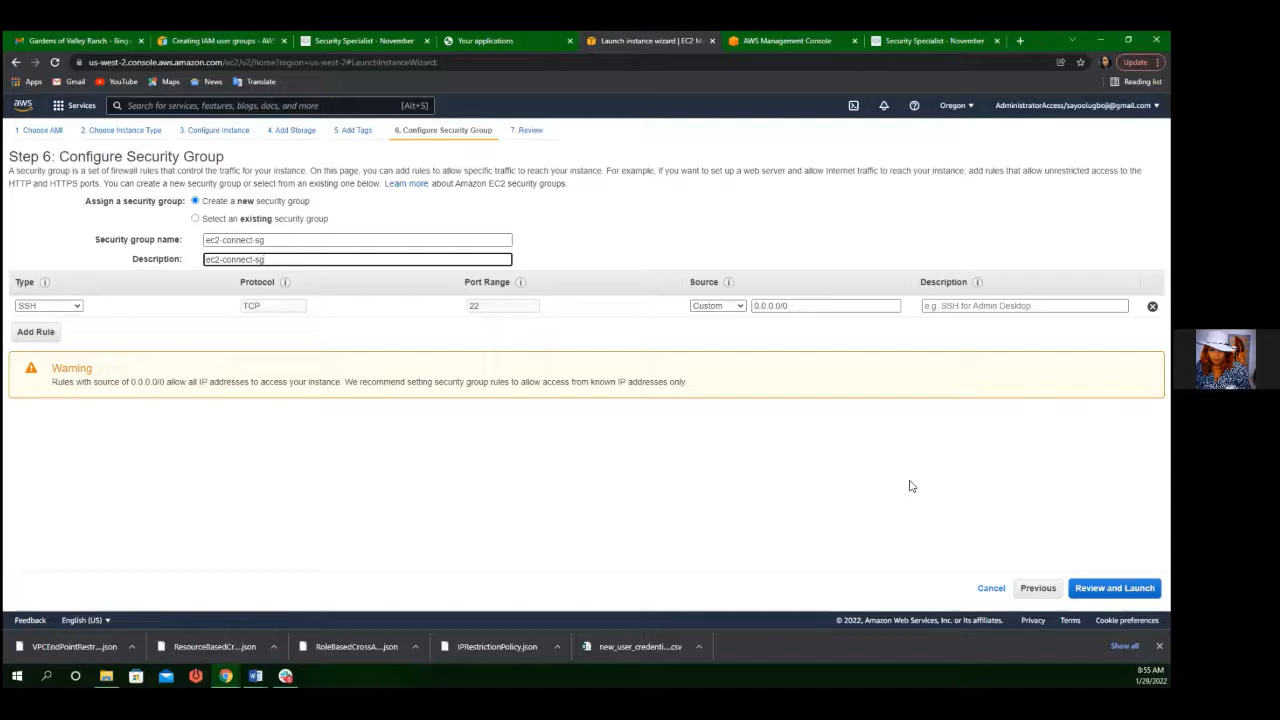 Gardens of Valley Ranch - Bing
Creating IAM user groups - AWS
Security Specialist - November
Your applications
Launch instance wizard | EC2 M
AWS Management Console
Security Specialist - November
us-west-2.console.aws.amazon.com/ec2/v2/home?region=us-west-2#LaunchInstanceWizard:
Update
Apps Gmail YouTube Maps News Translate Reading list
aws Services Search for services, features, blogs, docs, and more [Alt+S] Oregon AdministratorAccess/sayoolugboji@gmail.com
1. Choose AMI 2. Choose Instance Type 3. Configure Instance 4. Add Storage 5. Add Tags 6. Configure Security Group 7. Review
Step 6: Configure Security Group
A security group is a set of firewall rules that control the traffic for your instance. On this page, you can add rules to allow specific traffic to reach your instance. For example, if you want to set up a web server and allow Internet traffic to reach your instance, add rules that allow unrestricted access to the
HTTP and HTTPS ports. You can create a new security group or select from an existing one below. Learn more about Amazon EC2 security groups.
Assign a security group: Create a new security group
Select an existing security group
Security group name: ec2-connect-sg
Description: ec2-connect-sg
Type Protocol Port Range Source Description
SSH TCP 22 Custom 0.0.0.0/0 e.g. SSH for Admin Desktop
Add Rule
Warning
Rules with source of 0.0.0.0/0 allow all IP addresses to access your instance. We recommend setting security group rules to allow access from known IP addresses only.
Cancel Previous Review and Launch
Feedback English (US) © 2022, Amazon Web Services, Inc. or its affiliates. Privacy Terms Cookie preferences
VPCEndPointRestr....json ResourceBasedCr....json RoleBasedCrossA....json IPRestrictionPolicy.json new_user_credenti....csv Show all
8:55 AM
1/29/2022